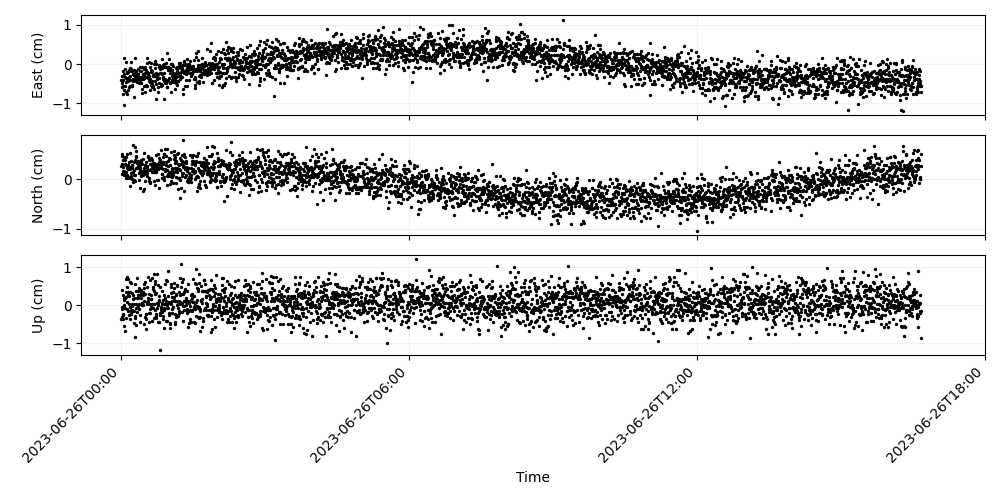 East (cm)
1
0
−1
North (cm)
0
−1
Up (cm)
1
0
−1
2023-06-26T00:00
2023-06-26T06:00
2023-06-26T12:00
2023-06-26T18:00
Time